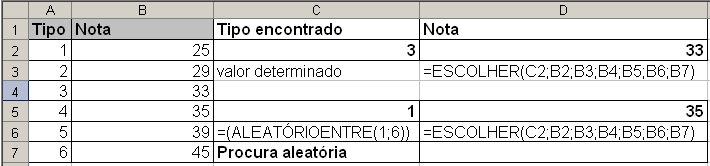 A B C D
1 Tipo Nota Tipo encontrado Nota
2 1 25 3 33
3 2 29 valor determinado =ESCOLHER(C2;B2;B3;B4;B5;B6;B7)
4 3 33
5 4 35 1 35
6 5 39 =(ALEATÓRIOENTRE(1;6)) =ESCOLHER(C2;B2;B3;B4;B5;B6;B7)
7 6 45 Procura aleatória